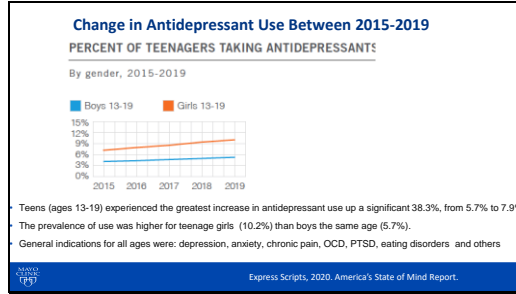 Change in Antidepressant Use Between 2015-2019
PERCENT OF TEENAGERS TAKING ANTIDEPRESSANTS
By gender, 2015-2019
Boys 13-19 Girls 13-19
15%
12%
9%
6%
3%
0%
2015 2016 2017 2018 2019
• Teens (ages 13-19) experienced the greatest increase in antidepressant use up a significant 38.3%, from 5.7% to 7.9%
• The prevalence of use was higher for teenage girls (10.2%) than boys the same age (5.7%).
• General indications for all ages were: depression, anxiety, chronic pain, OCD, PTSD, eating disorders and others
MAYO
CLINIC
Express Scripts, 2020. America's State of Mind Report.